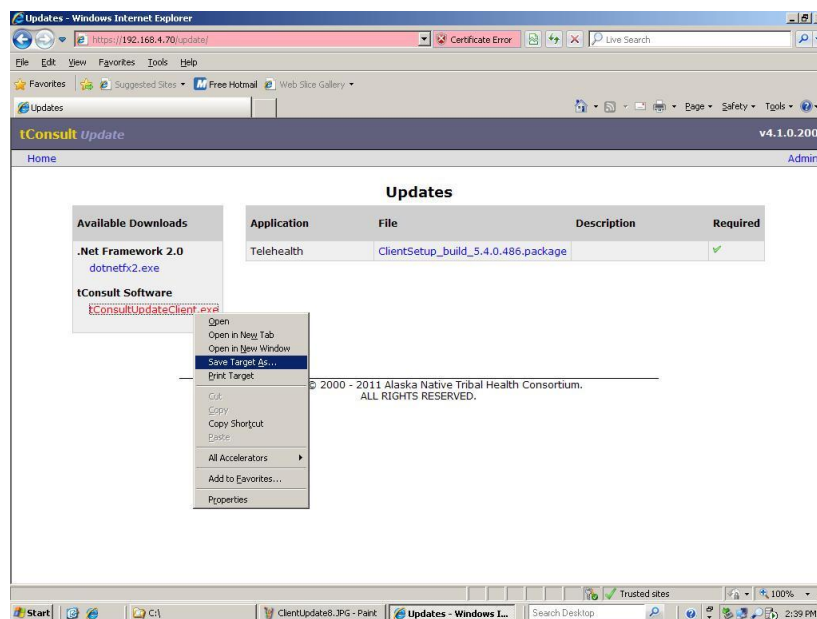 Updates - Windows Internet Explorer
https://192.168.4.70/update/
Certificate Error
Live Search
File Edit View Favorites Tools Help
Favorites Suggested Sites Free Hotmail Web Slice Gallery
Updates
Page Safety Tools
tConsult Update
v4.1.0.200
Home
Admin
Updates
Available Downloads
Application File Description Required
.Net Framework 2.0
dotnetfx2.exe
Telehealth ClientSetup_build_5.4.0.486.package
tConsult Software
tConsultUpdateClient.exe
Open
Open in New Tab
Open in New Window
Save Target As...
Print Target
Cut
Copy
Copy Shortcut
Paste
All Accelerators
Add to Favorites...
Properties
© 2000 - 2011 Alaska Native Tribal Health Consortium.
ALL RIGHTS RESERVED.
Trusted sites
100%
Start
C:\
ClientUpdate8.JPG - Paint
Updates - Windows I...
Search Desktop
2:39 PM